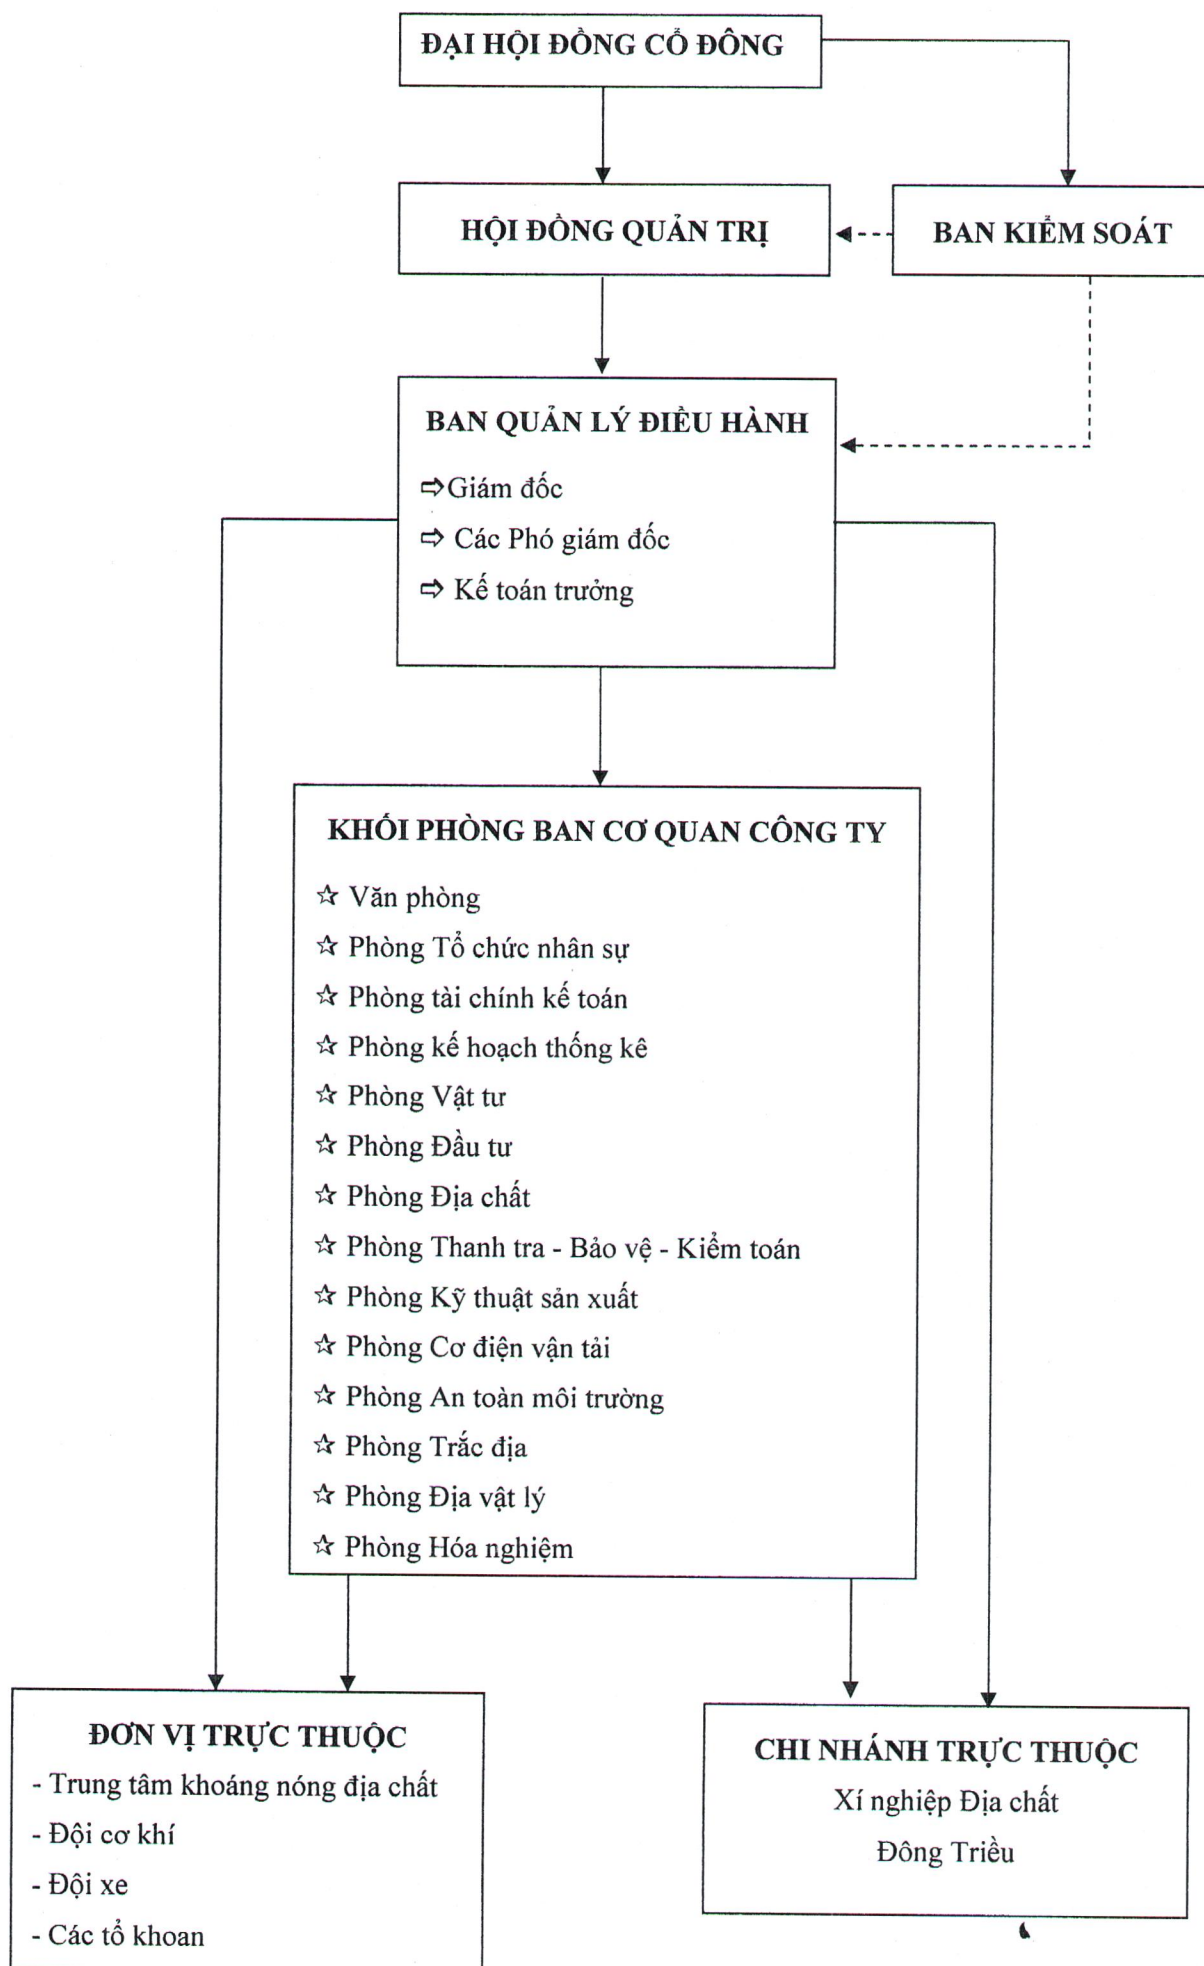 ĐẠI HỘI ĐỒNG CỔ ĐÔNG
HỘI ĐỒNG QUẢN TRỊ
BAN KIỂM SOÁT
BAN QUẢN LÝ ĐIỀU HÀNH
⇨Giám đốc
⇨ Các Phó giám đốc
⇨ Kế toán trưởng
KHỐI PHÒNG BAN CƠ QUAN CÔNG TY
☆ Văn phòng
☆ Phòng Tổ chức nhân sự
☆ Phòng tài chính kế toán
☆ Phòng kế hoạch thống kê
☆ Phòng Vật tư
☆ Phòng Đầu tư
☆ Phòng Địa chất
☆ Phòng Thanh tra - Bảo vệ - Kiểm toán
☆ Phòng Kỹ thuật sản xuất
☆ Phòng Cơ điện vận tải
☆ Phòng An toàn môi trường
☆ Phòng Trắc địa
☆ Phòng Địa vật lý
☆ Phòng Hóa nghiệm
ĐƠN VỊ TRỰC THUỘC
- Trung tâm khoáng nóng địa chất
- Đội cơ khí
- Đội xe
- Các tổ khoan
CHI NHÁNH TRỰC THUỘC
Xí nghiệp Địa chất
Đông Triều